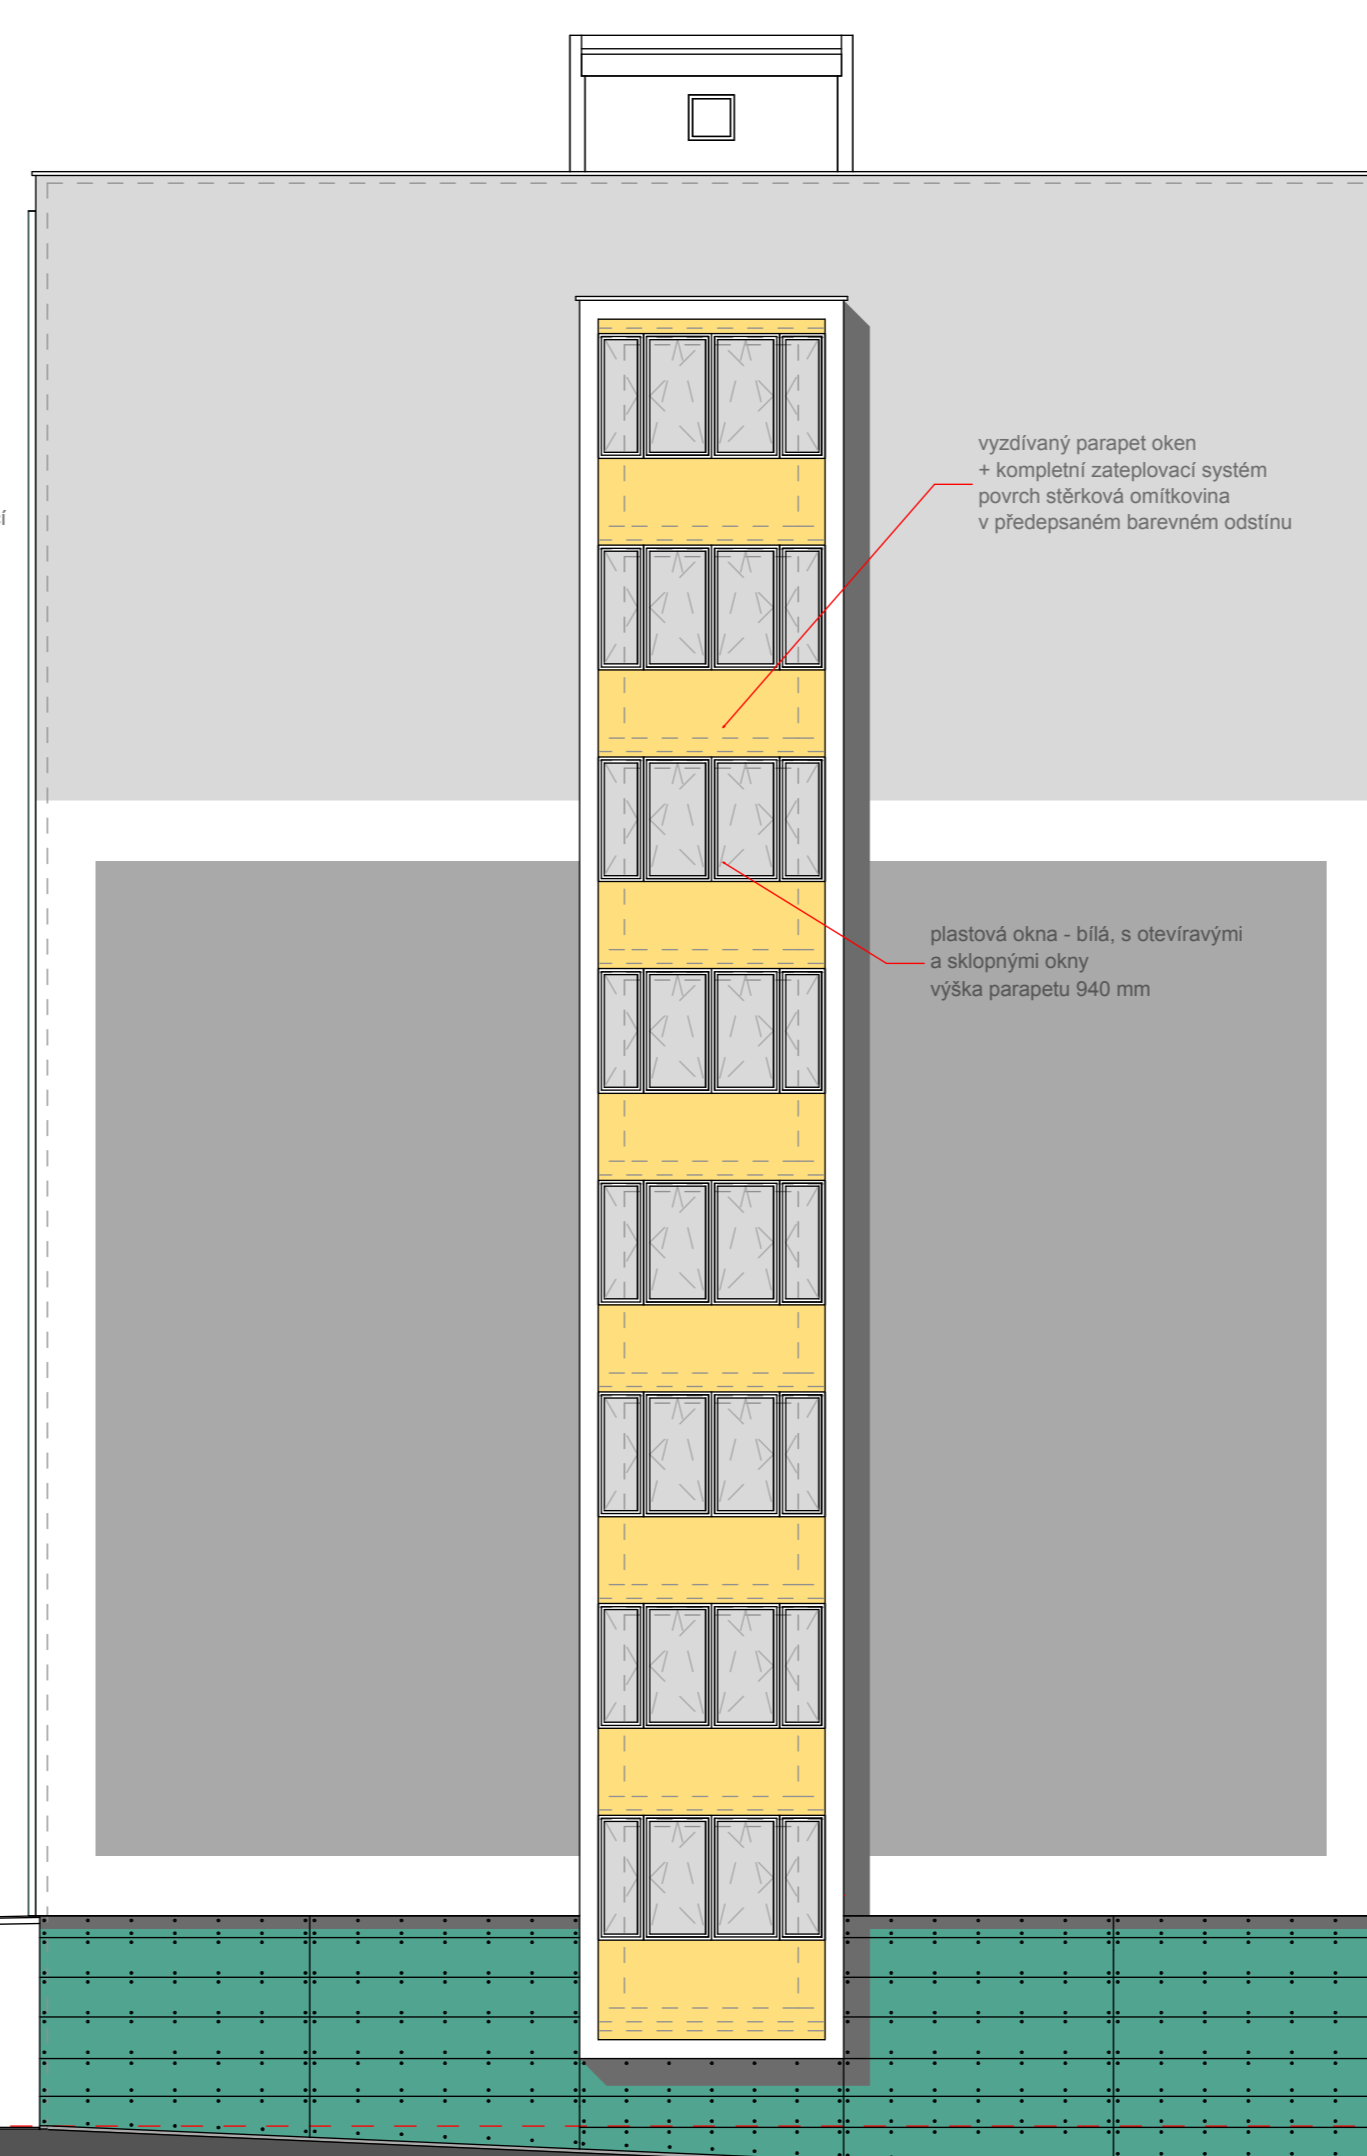 vyzdívaný parapet oken
+ kompletní zateplovací systém
povrch stěrková omítkovina
v předepsaném barevném odstínu
plastová okna - bílá, s otevíravými
a sklopnými okny
výška parapetu 940 mm